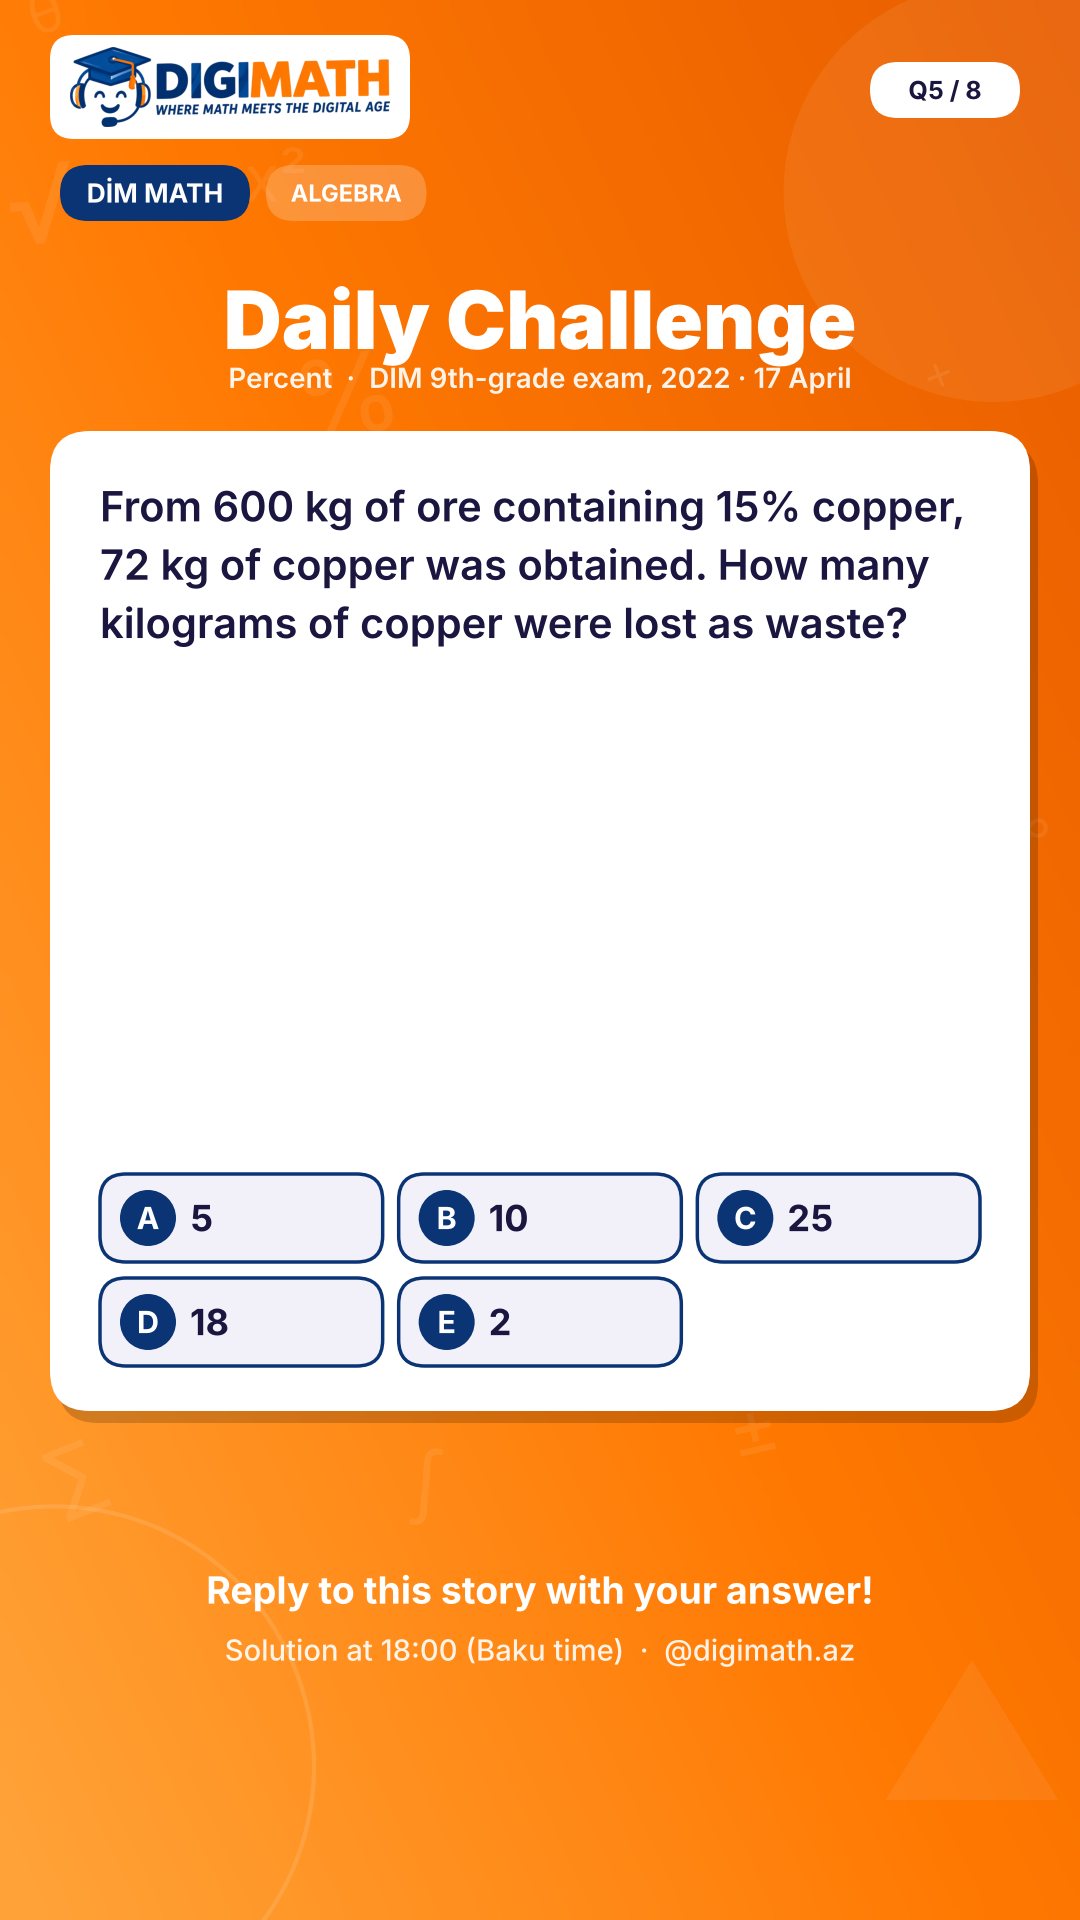 DIGIMATH
WHERE MATH MEETS THE DIGITAL AGE
Q5 / 8
DİM MATH
ALGEBRA
Daily Challenge
Percent · DIM 9th-grade exam, 2022 · 17 April
From 600 kg of ore containing 15% copper,
72 kg of copper was obtained. How many
kilograms of copper were lost as waste?
A 5
B 10
C 25
D 18
E 2
Reply to this story with your answer!
Solution at 18:00 (Baku time) · @digimath.az